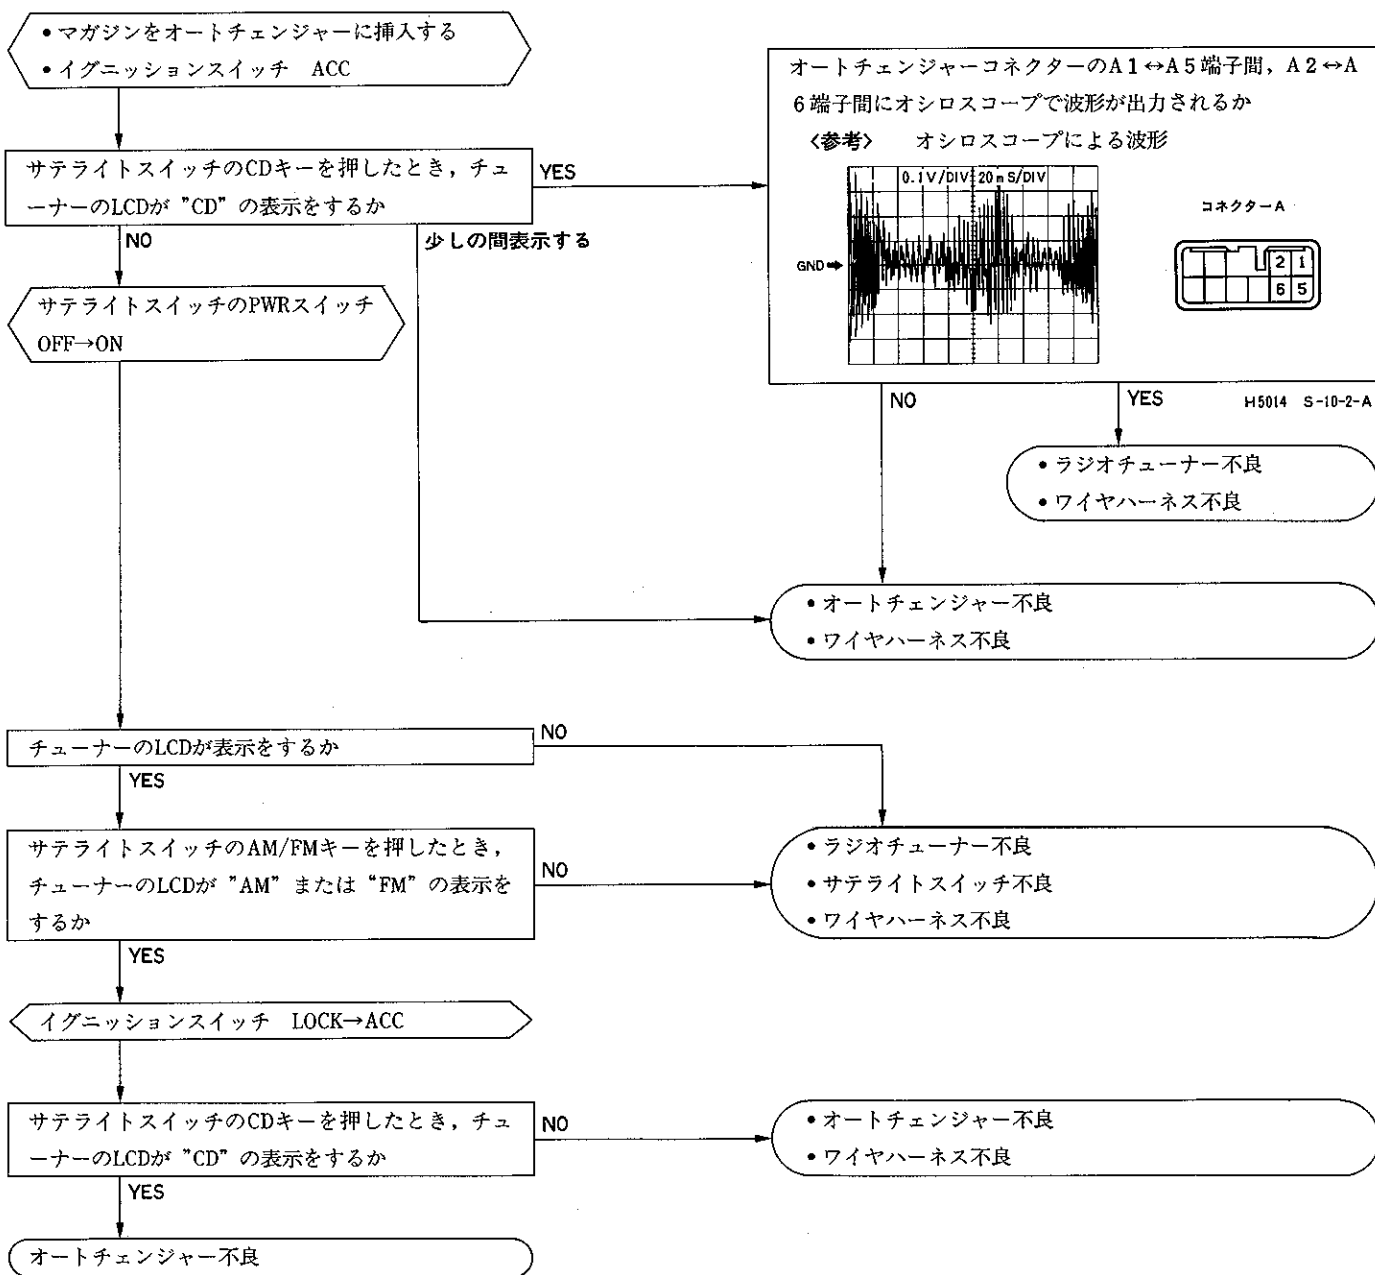 • マガジンをオートチェンジャーに挿入する
• イグニッションスイッチ ACC
サテライトスイッチのCDキーを押したとき，チュ
ーナーのLCDが "CD" の表示をするか
YES
NO
少しの間表示する
オートチェンジャーコネクターのA1↔A5端子間，A2↔A
6端子間にオシロスコープで波形が出力されるか
〈参考〉 オシロスコープによる波形
0.1V/DIV 20mS/DIV
GND➡
コネクターA
2 1
6 5
NO
YES
H5014 S-10-2-A
• ラジオチューナー不良
• ワイヤハーネス不良
サテライトスイッチのPWRスイッチ
OFF→ON
• オートチェンジャー不良
• ワイヤハーネス不良
チューナーのLCDが表示をするか
NO
YES
サテライトスイッチのAM/FMキーを押したとき，
チューナーのLCDが "AM" または “FM” の表示を
するか
NO
YES
• ラジオチューナー不良
• サテライトスイッチ不良
• ワイヤハーネス不良
イグニッションスイッチ LOCK→ACC
サテライトスイッチのCDキーを押したとき，チュ
ーナーのLCDが "CD" の表示をするか
NO
YES
• オートチェンジャー不良
• ワイヤハーネス不良
オートチェンジャー不良